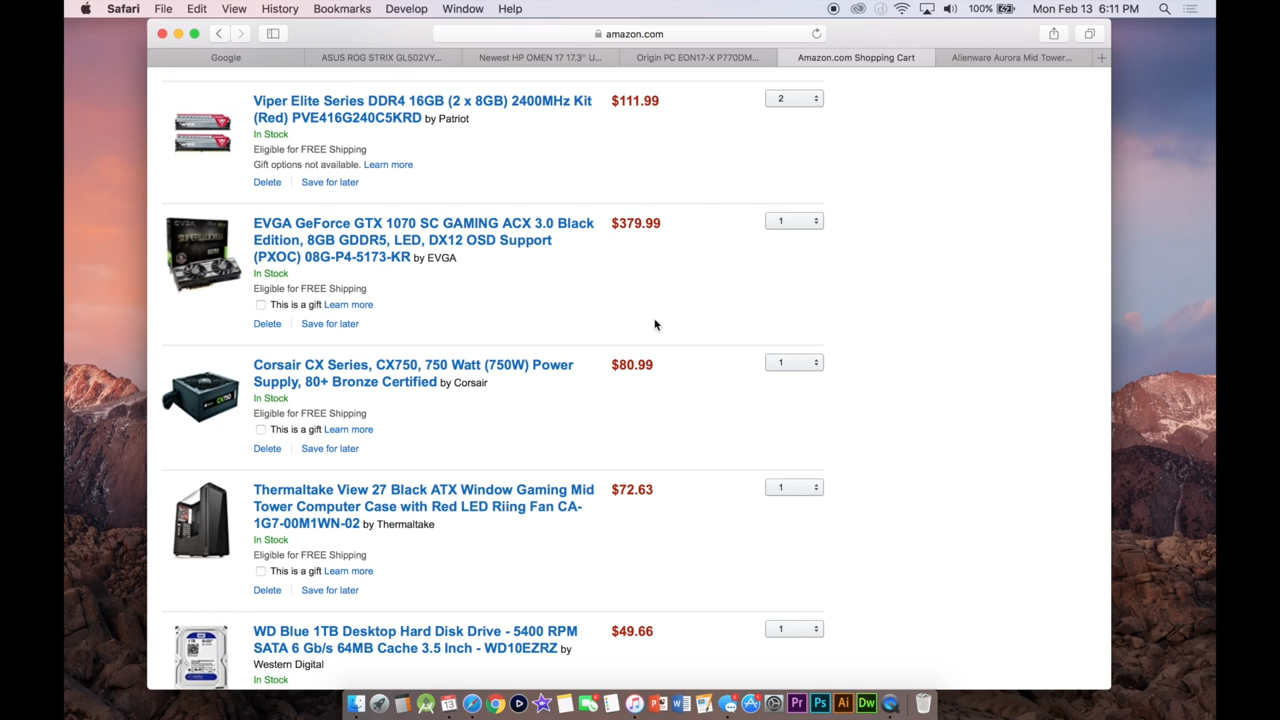 Safari File Edit View History Bookmarks Develop Window Help 100% Mon Feb 13 6:11 PM
amazon.com
Google ASUS ROG STRIX GL502VY... Newest HP OMEN 17 17.3" U... Origin PC EON17-X P770DM... Amazon.com Shopping Cart Alienware Aurora Mid Tower... +
Viper Elite Series DDR4 16GB (2 x 8GB) 2400MHz Kit $111.99 2
(Red) PVE416G240C5KRD by Patriot
In Stock
Eligible for FREE Shipping
Gift options not available. Learn more
Delete Save for later
EVGA GeForce GTX 1070 SC GAMING ACX 3.0 Black $379.99 1
Edition, 8GB GDDR5, LED, DX12 OSD Support
(PXOC) 08G-P4-5173-KR by EVGA
In Stock
Eligible for FREE Shipping
This is a gift Learn more
Delete Save for later
Corsair CX Series, CX750, 750 Watt (750W) Power $80.99 1
Supply, 80+ Bronze Certified by Corsair
In Stock
Eligible for FREE Shipping
This is a gift Learn more
Delete Save for later
Thermaltake View 27 Black ATX Window Gaming Mid $72.63 1
Tower Computer Case with Red LED Riing Fan CA-
1G7-00M1WN-02 by Thermaltake
In Stock
Eligible for FREE Shipping
This is a gift Learn more
Delete Save for later
WD Blue 1TB Desktop Hard Disk Drive - 5400 RPM $49.66 1
SATA 6 Gb/s 64MB Cache 3.5 Inch - WD10EZRZ by
Western Digital
In Stock
EVGA
CX750
13 Pr Ps Ai Dw